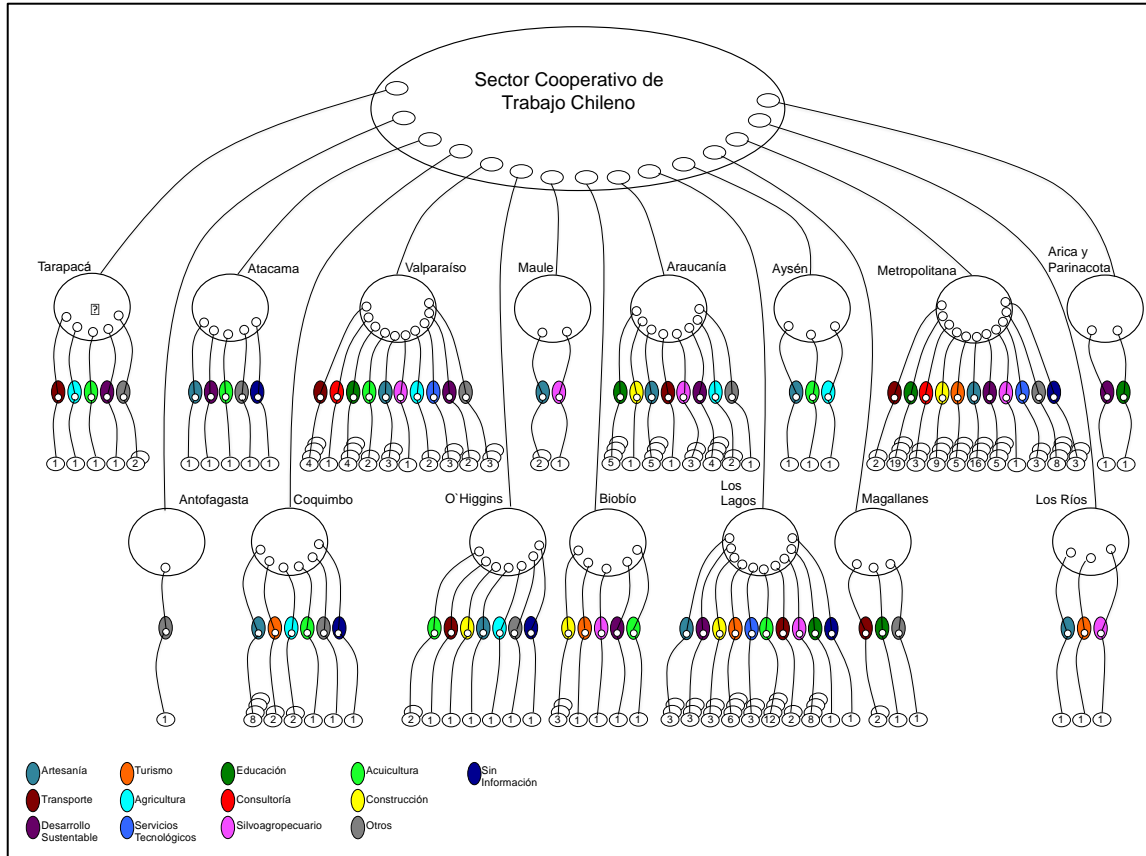 Sector Cooperativo de
Trabajo Chileno
Tarapacá
Atacama
Valparaíso
Maule
Araucanía
Aysén
Metropolitana
Arica y
Parinacota
?
1 1 1 1 2
1 1 1 1 1
4 1 4 2 3 1 2 3 2 3
2 1
5 1 5 1 3 4 2 1
1 1 1
2 19 3 9 5 16 5 1 3 8 3
1 1
Antofagasta
Coquimbo
O`Higgins
Biobío
Los
Lagos
Magallanes
Los Ríos
1
8 2 2 1 1 1
2 1 1 1 1 1 1
3 1 1 1 1
3 3 3 6 3 12 2 8 1 1
2 1 1
1 1 1
Artesanía
Turismo
Educación
Acuicultura
Sin
Información
Transporte
Agricultura
Consultoría
Construcción
Desarrollo
Sustentable
Servicios
Tecnológicos
Silvoagropecuario
Otros